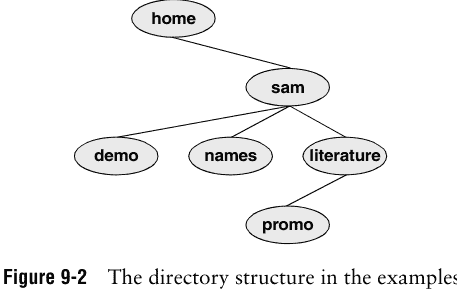 home
sam
demo names literature
promo
Figure 9-2 The directory structure in the examples